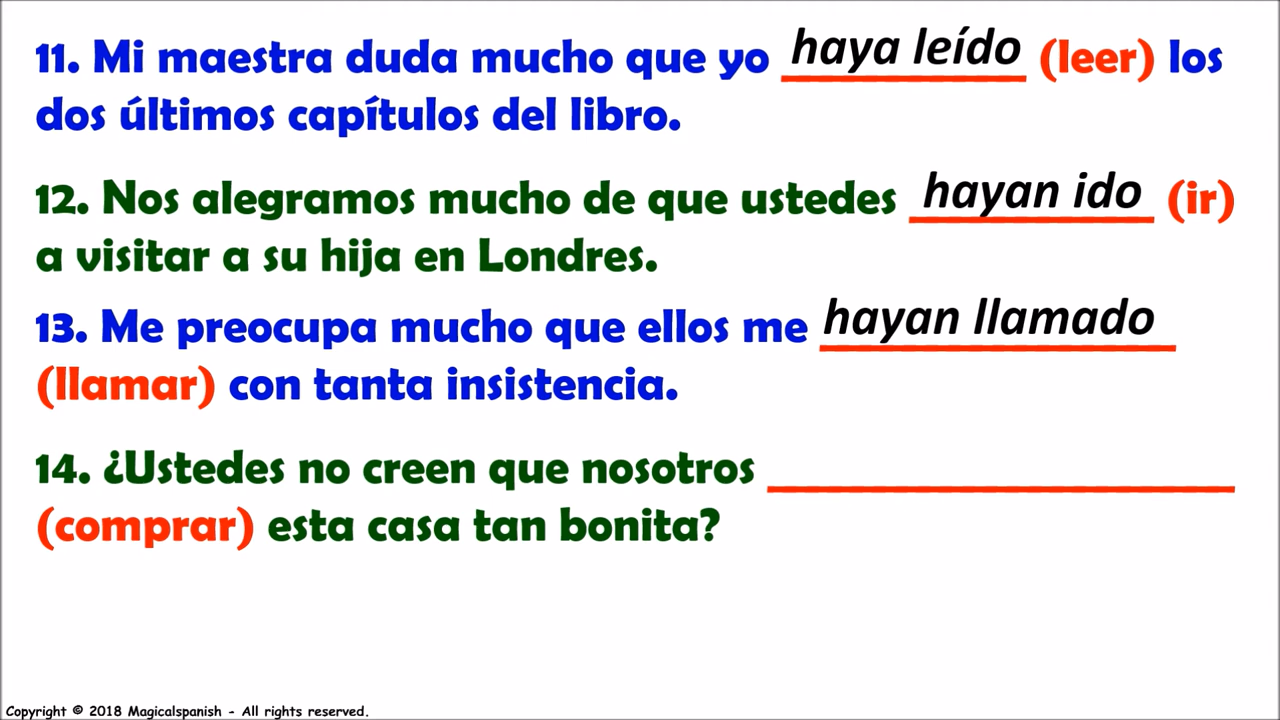 11. Mi maestra duda mucho que yo haya leído (leer) los
dos últimos capítulos del libro.
12. Nos alegramos mucho de que ustedes hayan ido (ir)
a visitar a su hija en Londres.
13. Me preocupa mucho que ellos me hayan llamado
(llamar) con tanta insistencia.
14. ¿Ustedes no creen que nosotros ____________________
(comprar) esta casa tan bonita?
Copyright © 2018 Magicalspanish - All rights reserved.